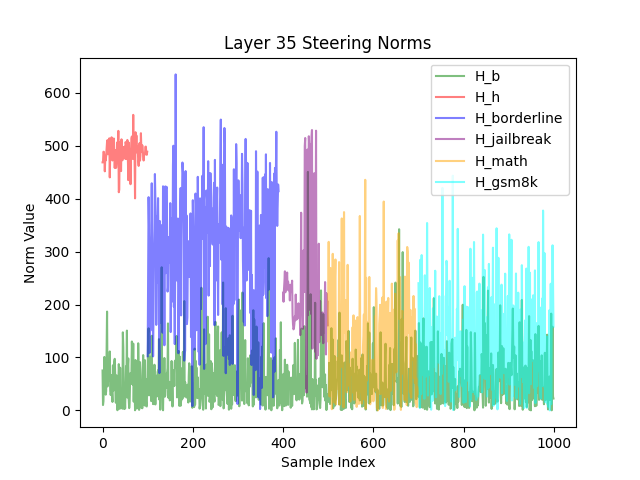 Layer 35 Steering Norms
H_b
H_h
H_borderline
H_jailbreak
H_math
H_gsm8k
Norm Value
600
500
400
300
200
100
0
0 200 400 600 800 1000
Sample Index